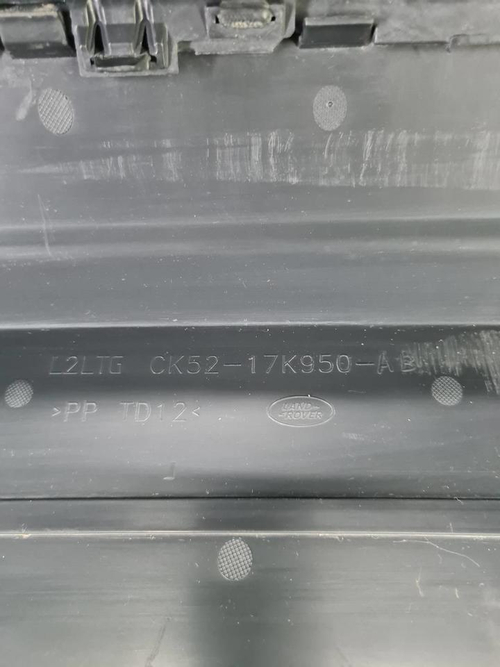 L2LTG CK52-17K950-AB
>PP TD12<
LAND-
-ROVER